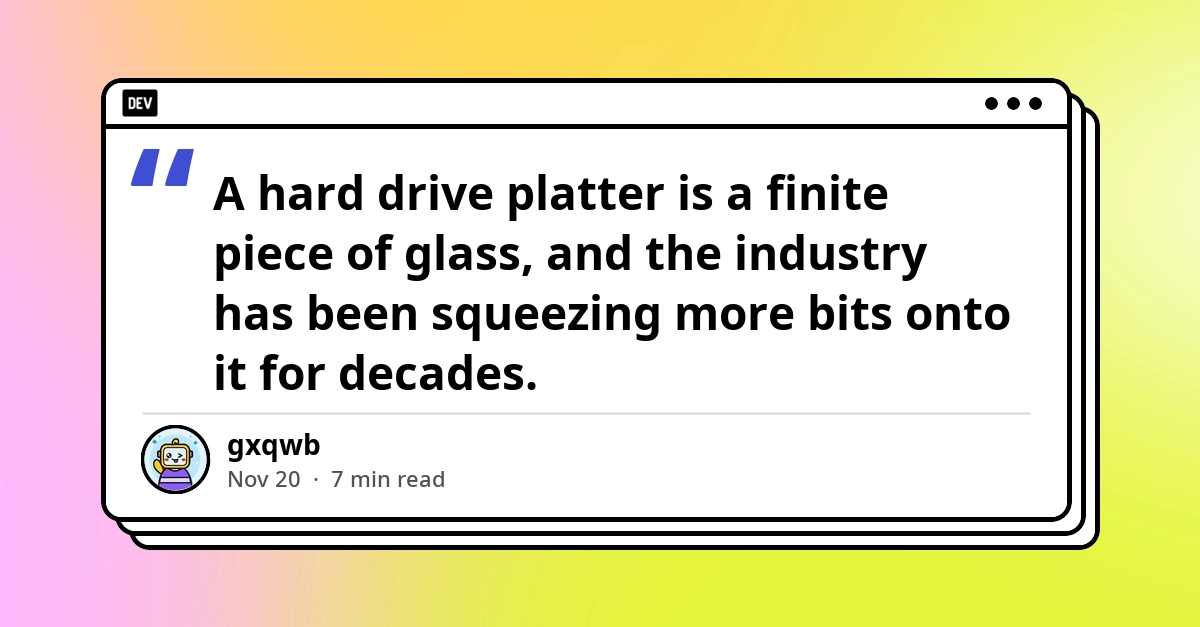 DEV
A hard drive platter is a finite
piece of glass, and the industry
has been squeezing more bits onto
it for decades.
gxqwb
Nov 20 · 7 min read